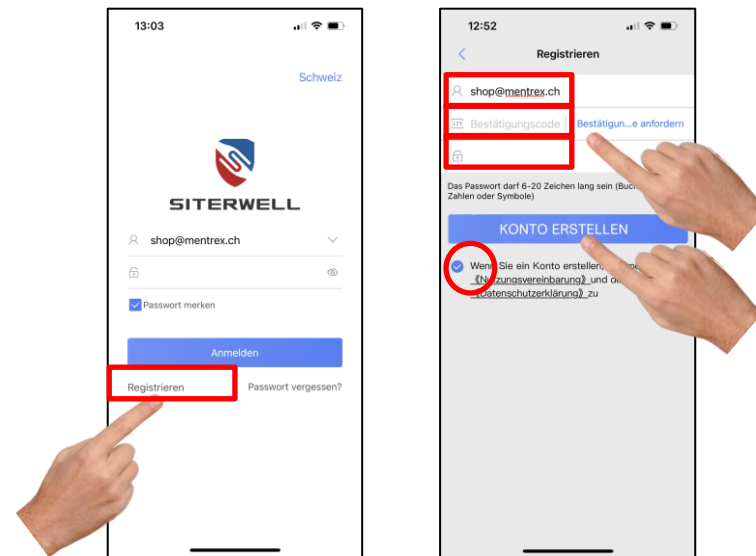 13:03
Schweiz
SITERWELL
shop@mentrex.ch
Passwort merken
Anmelden
Registrieren
Passwort vergessen?
12:52
Registrieren
shop@mentrex.ch
123
Bestätigungscode
Bestätigun...e anfordern
Das Passwort darf 6-20 Zeichen lang sein
Zahlen oder Symbole)
KONTO ERSTELLEN
Wenn Sie ein Konto erstellen,
《Nutzungsvereinbarung》 und
《Datenschutzerklärung》 zu